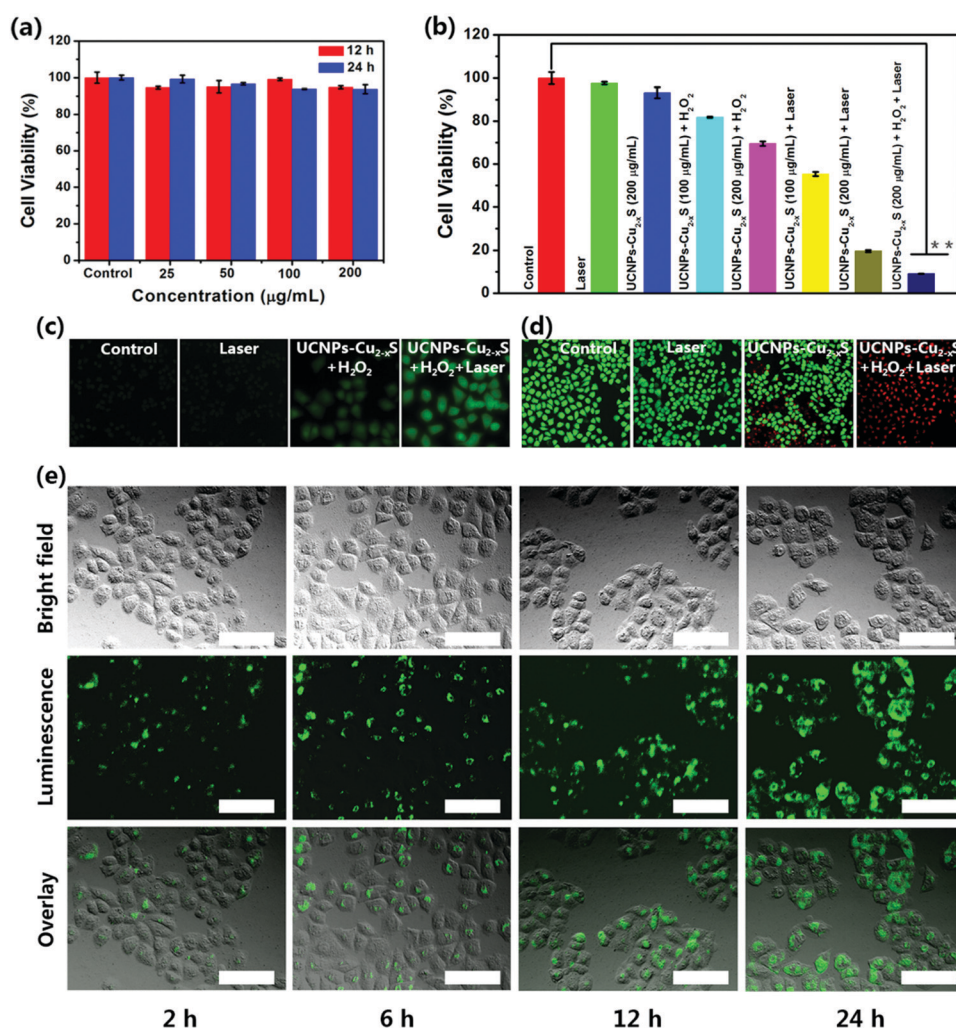 (a)
120
100
80
60
40
20
0
Cell Viability (%)
12 h
24 h
Control 25 50 100 200
Concentration (μg/mL)
(b)
120
100
80
60
40
20
0
Cell Viability (%)
Control
Laser
UCNPs-Cu2-xS (200 μg/mL)
UCNPs-Cu2-xS (100 μg/mL) + H2O2
UCNPs-Cu2-xS (200 μg/mL) + H2O2
UCNPs-Cu2-xS (100 μg/mL) + Laser
UCNPs-Cu2-xS (200 μg/mL) + Laser
UCNPs-Cu2-xS (200 μg/mL) + H2O2 + Laser
**
(c)
Control
Laser
UCNPs-Cu2-xS
+H2O2
UCNPs-Cu2-xS
+H2O2+Laser
(d)
Control
Laser
UCNPs-Cu2-xS
UCNPs-Cu2-xS
+H2O2+Laser
(e)
Bright field
Luminescence
Overlay
2 h 6 h 12 h 24 h